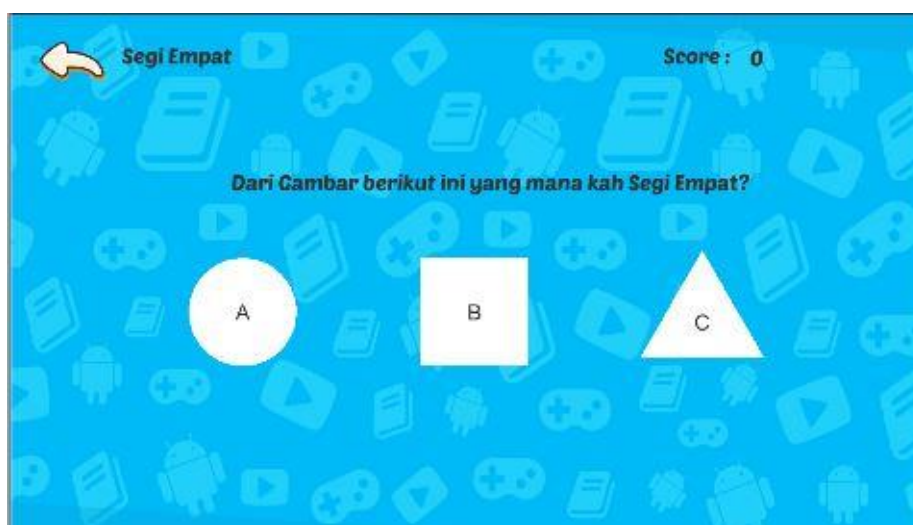 Segi Empat
Score : 0
Dari Gambar berikut ini yang mana kah Segi Empat?
A
B
C